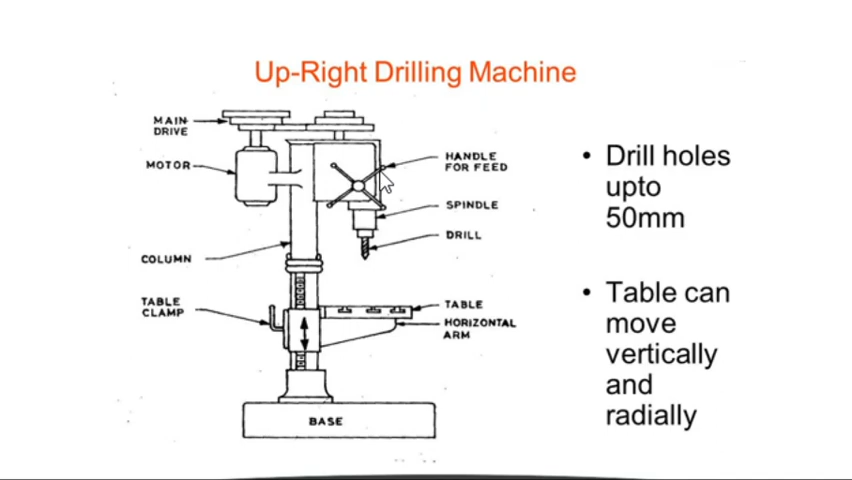 Up-Right Drilling Machine
MAIN
DRIVE
MOTOR
COLUMN
TABLE
CLAMP
HANDLE
FOR FEED
SPINDLE
DRILL
TABLE
HORIZONTAL
ARM
BASE
• Drill holes
upto
50mm
• Table can
move
vertically
and
radially